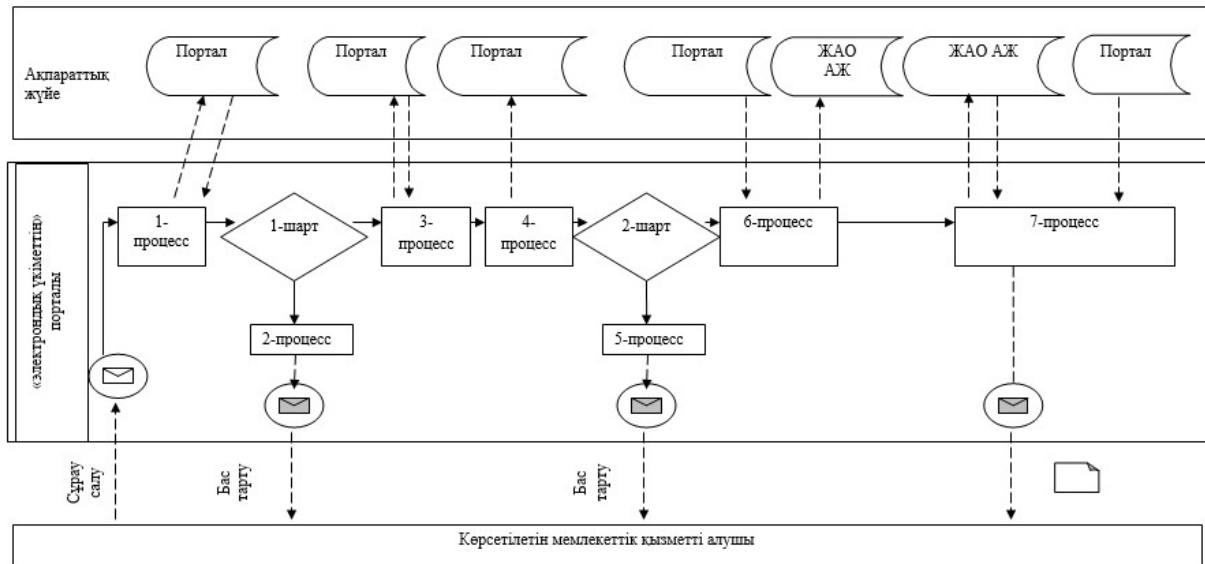 Портал
Портал
Портал
Портал
ЖАО
АЖ
ЖАО АЖ
Портал
Ақпараттық
жүйе
«электрондық үкіметтің»
порталы
1-
процесс
1-шарт
3-
процесс
4-
процесс
2-шарт
6-процесс
7-процесс
2-процесс
5-процесс
Сұрау
салу
Бас
тарту
Бас
тарту
Көрсетілетін мемлекеттік қызметті алушы